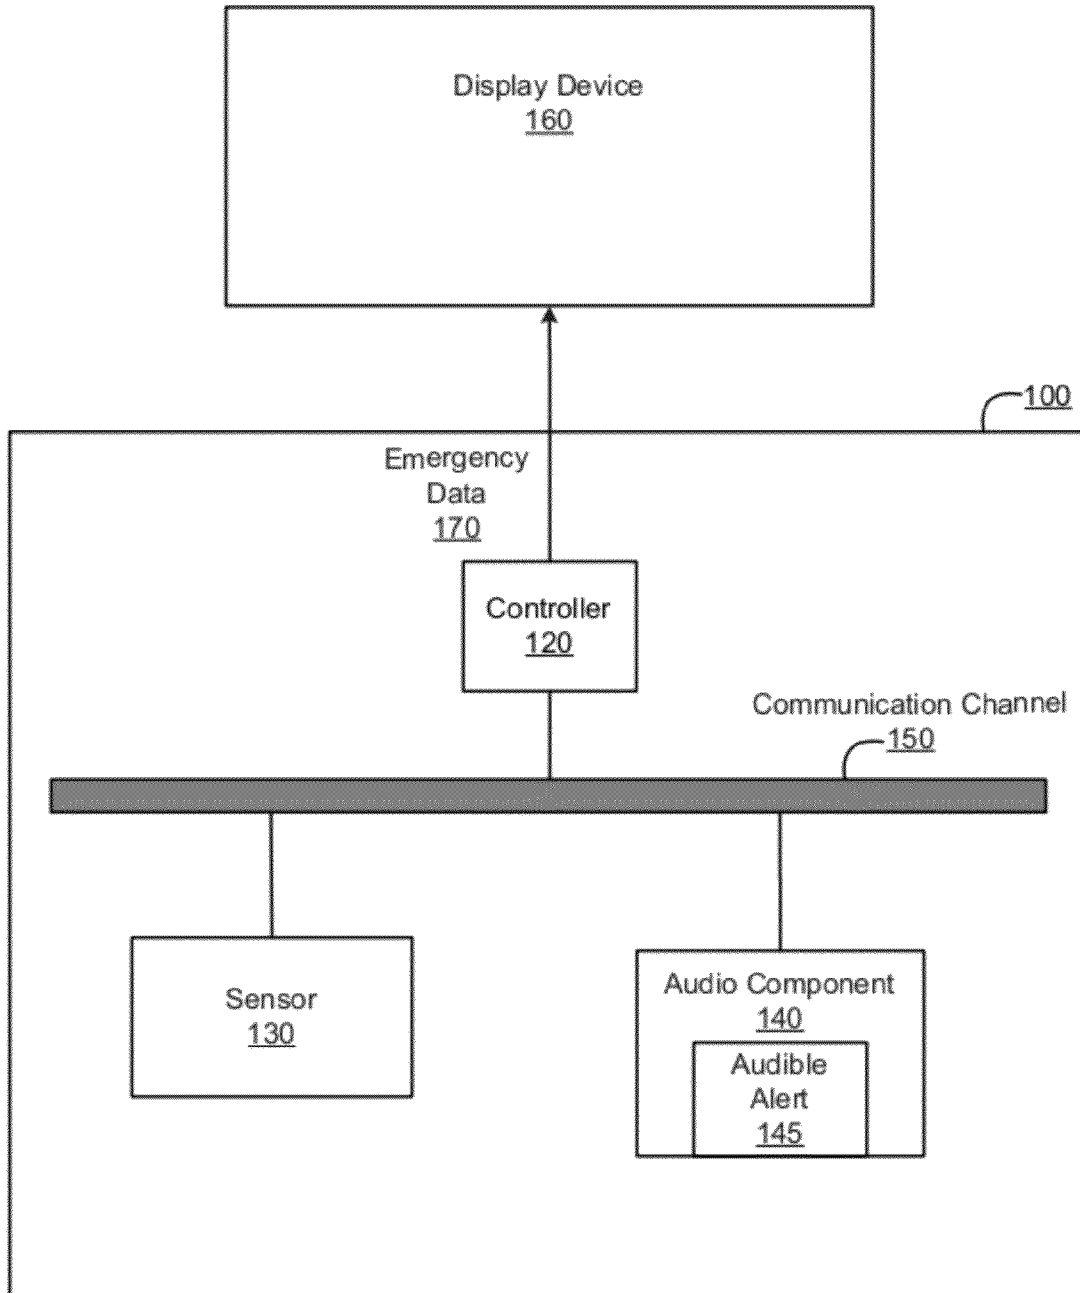 Display Device
160
100
Emergency
Data
170
Controller
120
Communication Channel
150
Sensor
130
Audio Component
140
Audible
Alert
145